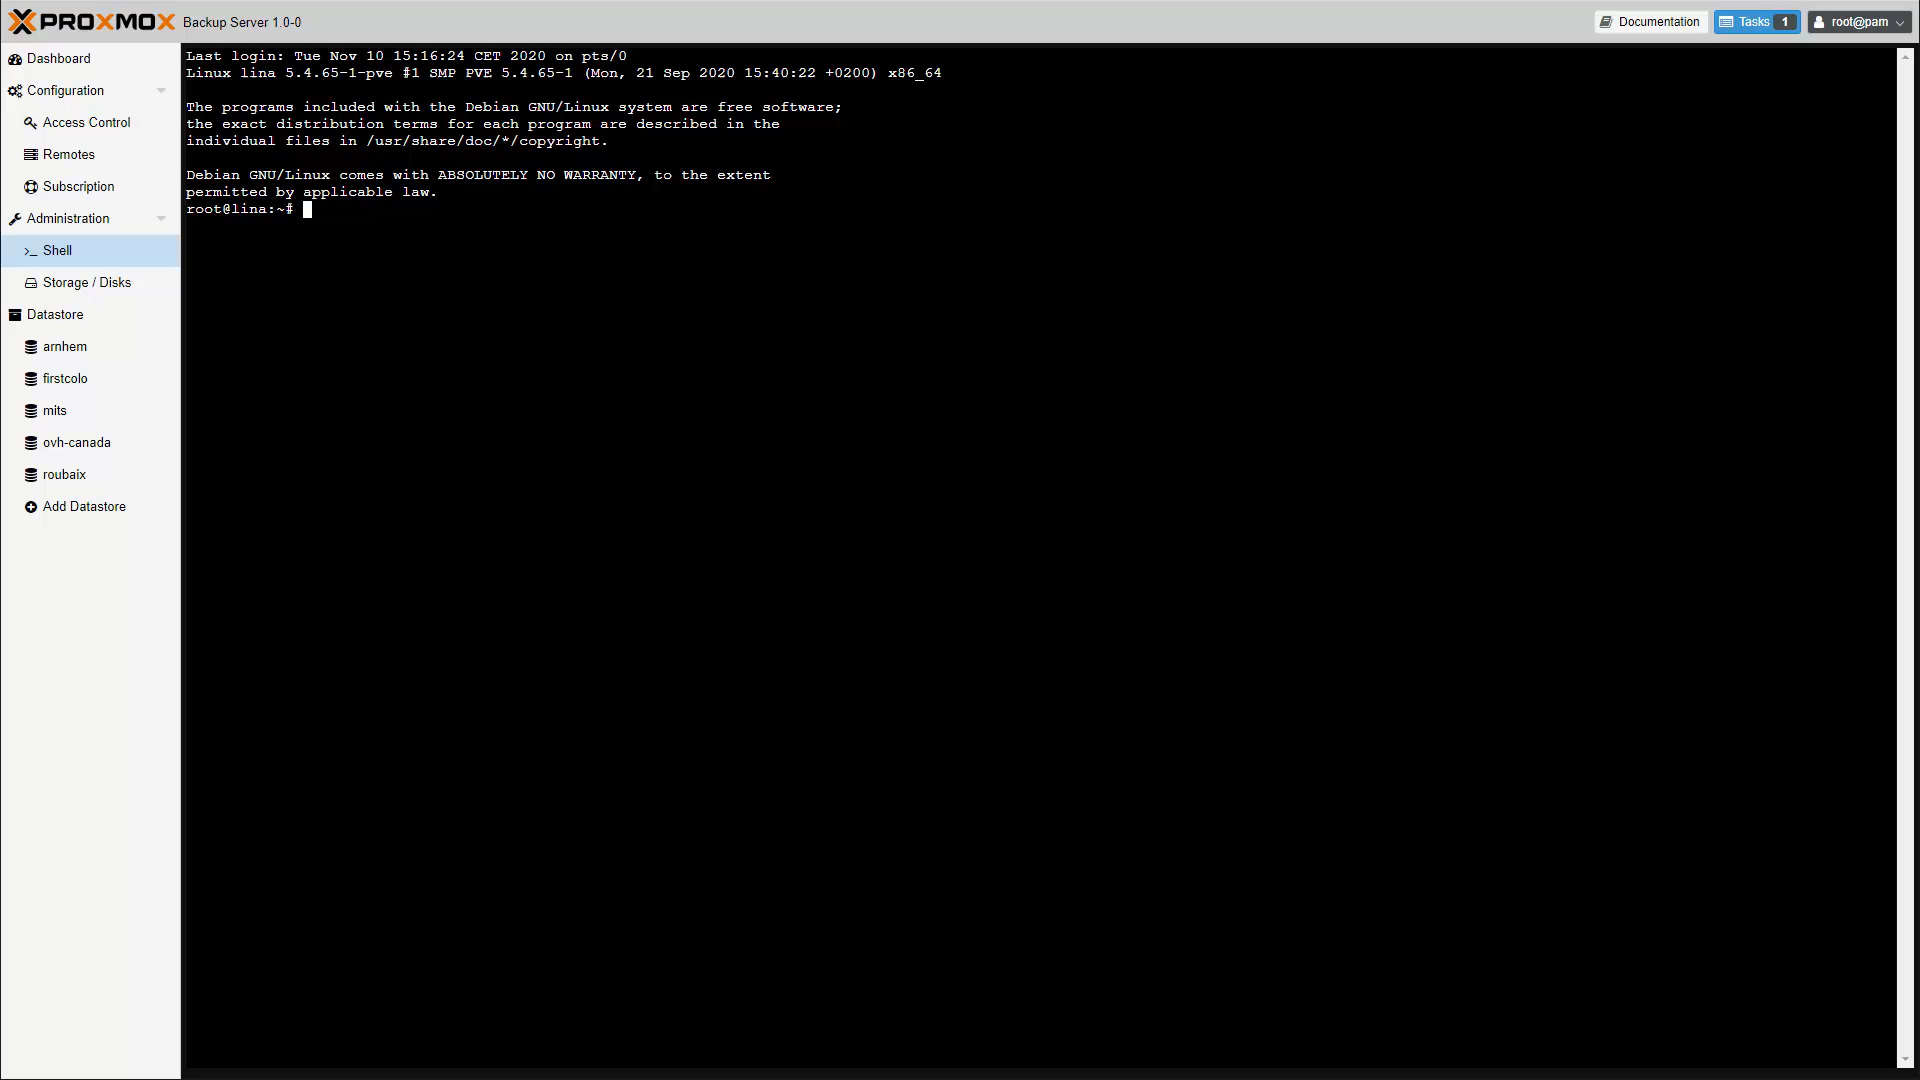 PROXMOX Backup Server 1.0-0
Documentation
Tasks 1
root@pam
Dashboard
Configuration
Access Control
Remotes
Subscription
Administration
>_ Shell
Storage / Disks
Datastore
arnhem
firstcolo
mits
ovh-canada
roubaix
Add Datastore
Last login: Tue Nov 10 15:16:24 CET 2020 on pts/0
Linux lina 5.4.65-1-pve #1 SMP PVE 5.4.65-1 (Mon, 21 Sep 2020 15:40:22 +0200) x86_64
The programs included with the Debian GNU/Linux system are free software;
the exact distribution terms for each program are described in the
individual files in /usr/share/doc/*/copyright.
Debian GNU/Linux comes with ABSOLUTELY NO WARRANTY, to the extent
permitted by applicable law.
root@lina:~#